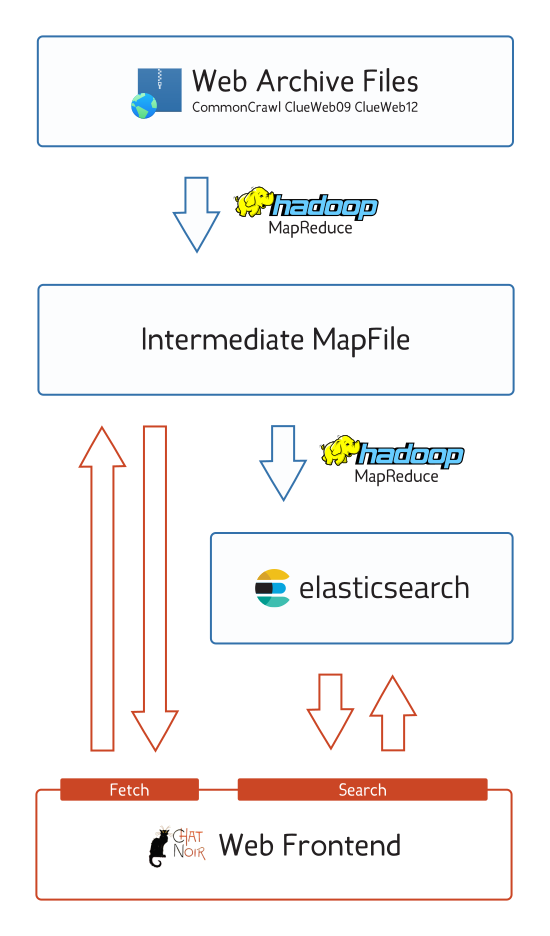 Web Archive Files
CommonCrawl ClueWeb09 ClueWeb12
hadoop
MapReduce
Intermediate MapFile
hadoop
MapReduce
elasticsearch
Fetch
Search
CHAT
NOIR
Web Frontend